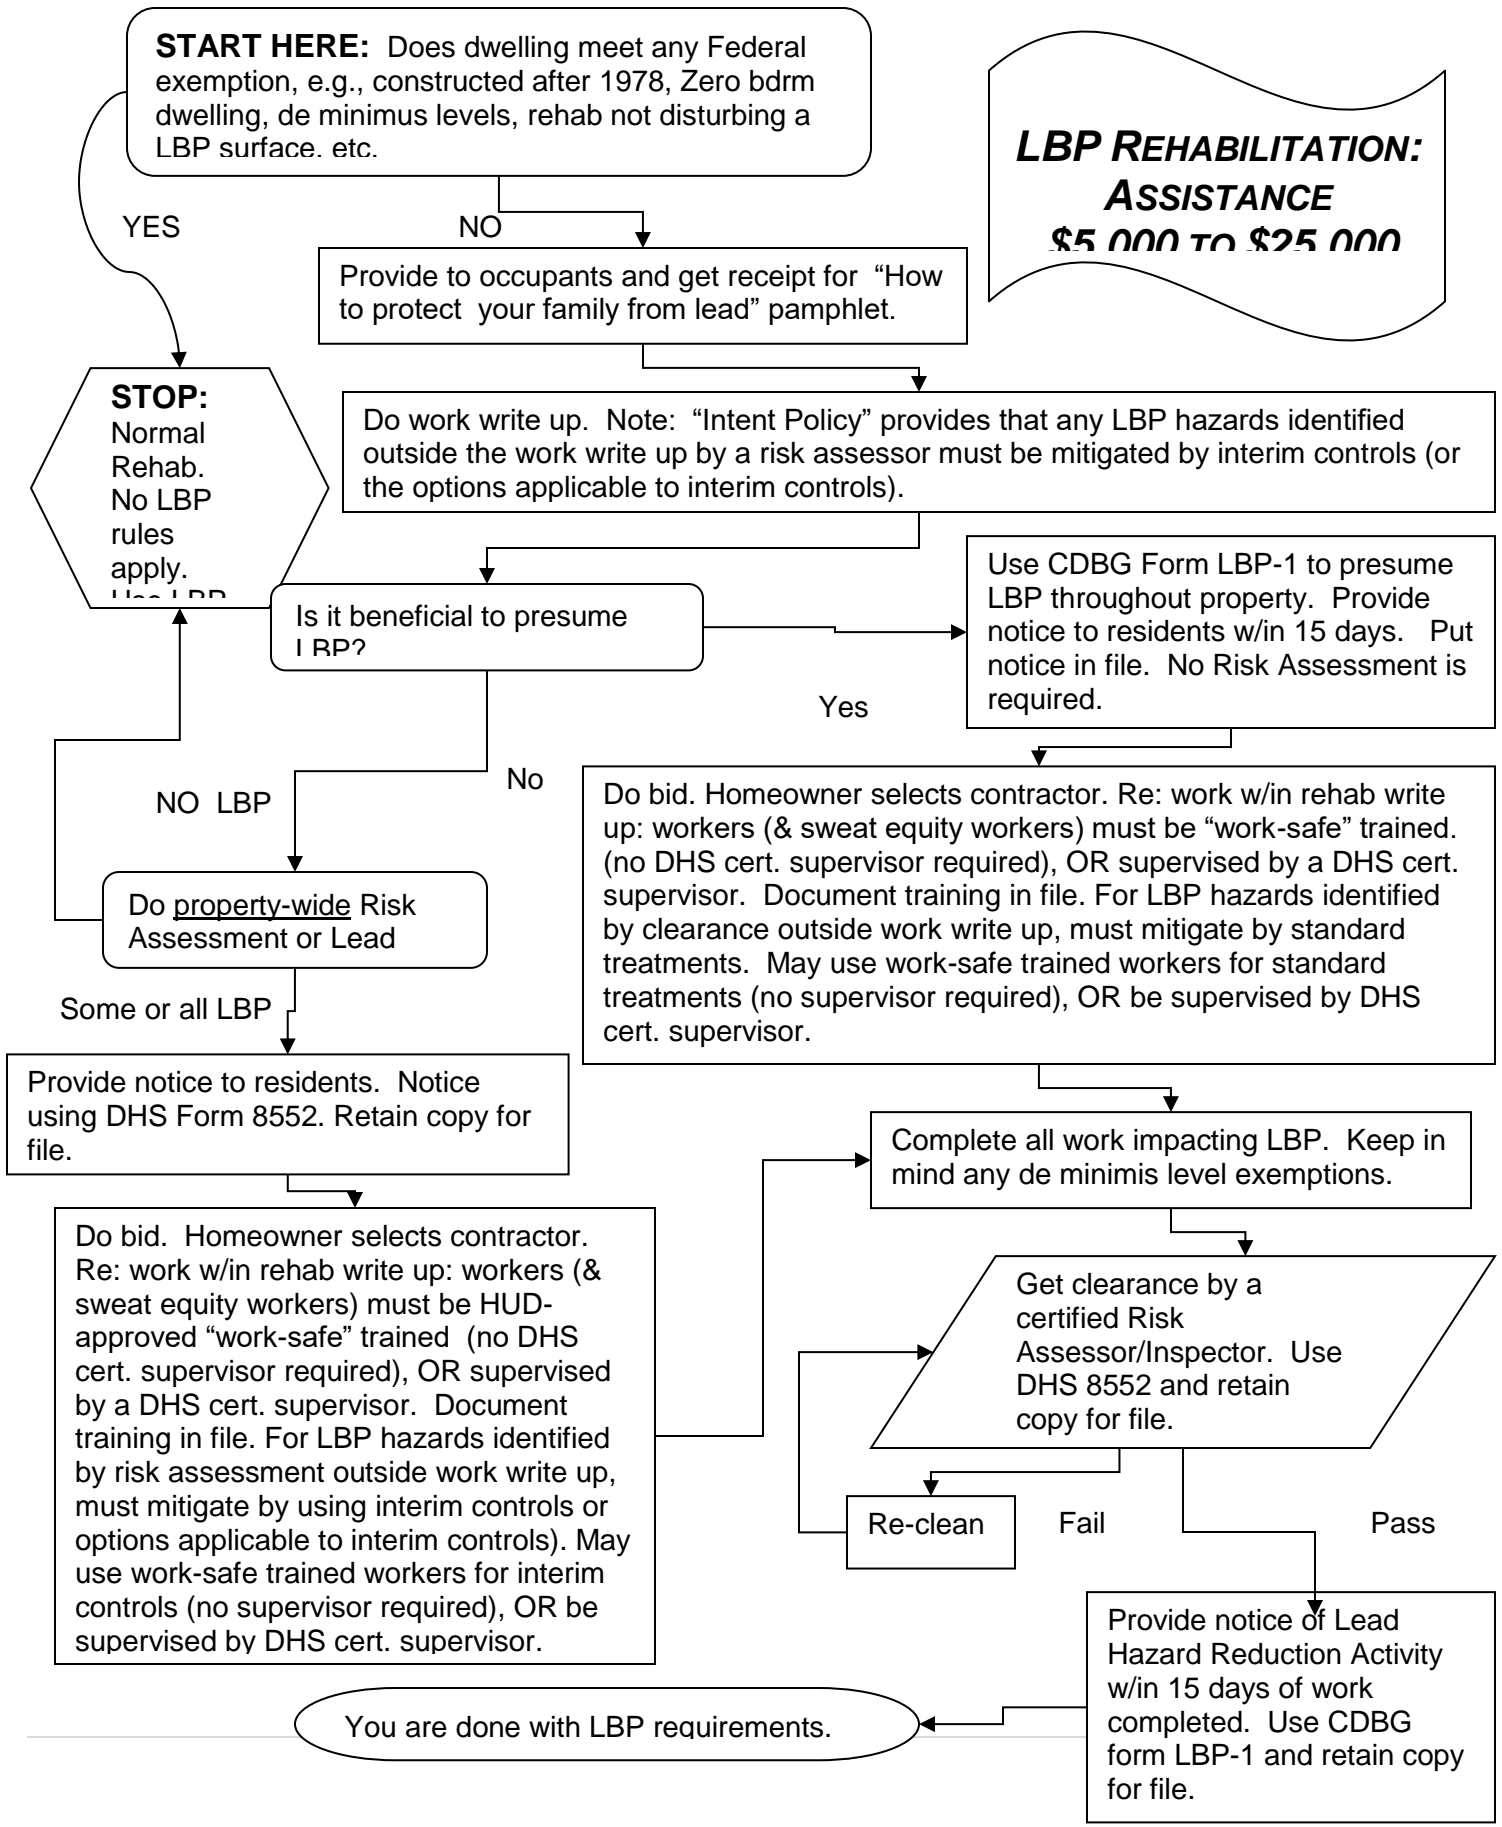 START HERE: Does dwelling meet any Federal
exemption, e.g., constructed after 1978, Zero bdrm
dwelling, de minimus levels, rehab not disturbing a
LBP surface, etc.
LBP REHABILITATION:
ASSISTANCE
$5,000 TO $25,000
YES
NO
Provide to occupants and get receipt for “How
to protect your family from lead” pamphlet.
STOP:
Normal
Rehab.
No LBP
rules
apply.
Use LBP
Do work write up. Note: “Intent Policy” provides that any LBP hazards identified
outside the work write up by a risk assessor must be mitigated by interim controls (or
the options applicable to interim controls).
Is it beneficial to presume
LBP?
Use CDBG Form LBP-1 to presume
LBP throughout property. Provide
notice to residents w/in 15 days. Put
notice in file. No Risk Assessment is
required.
Yes
No
NO LBP
Do bid. Homeowner selects contractor. Re: work w/in rehab write
up: workers (& sweat equity workers) must be “work-safe” trained.
(no DHS cert. supervisor required), OR supervised by a DHS cert.
supervisor. Document training in file. For LBP hazards identified
by clearance outside work write up, must mitigate by standard
treatments. May use work-safe trained workers for standard
treatments (no supervisor required), OR be supervised by DHS
cert. supervisor.
Do property-wide Risk
Assessment or Lead
Some or all LBP
Provide notice to residents. Notice
using DHS Form 8552. Retain copy for
file.
Complete all work impacting LBP. Keep in
mind any de minimis level exemptions.
Do bid. Homeowner selects contractor.
Re: work w/in rehab write up: workers (&
sweat equity workers) must be HUD-
approved “work-safe” trained (no DHS
cert. supervisor required), OR supervised
by a DHS cert. supervisor. Document
training in file. For LBP hazards identified
by risk assessment outside work write up,
must mitigate by using interim controls or
options applicable to interim controls). May
use work-safe trained workers for interim
controls (no supervisor required), OR be
supervised by DHS cert. supervisor.
Get clearance by a
certified Risk
Assessor/Inspector. Use
DHS 8552 and retain
copy for file.
Re-clean
Fail
Pass
Provide notice of Lead
Hazard Reduction Activity
w/in 15 days of work
completed. Use CDBG
form LBP-1 and retain copy
for file.
You are done with LBP requirements.